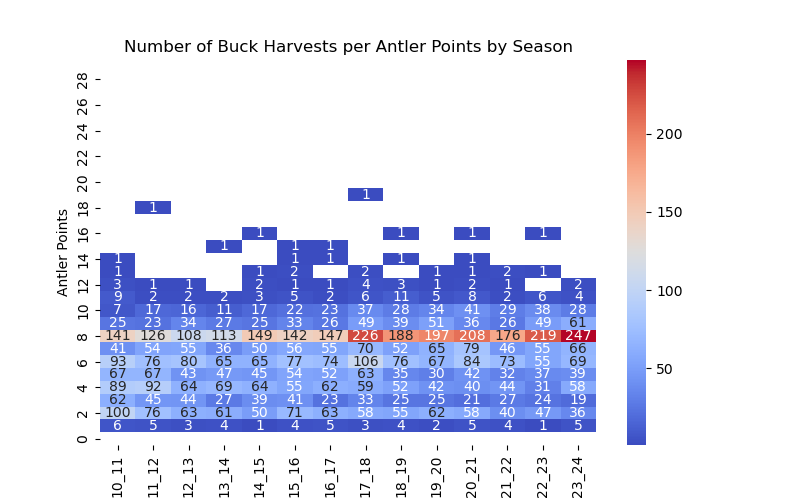 Number of Buck Harvests per Antler Points by Season
Antler Points
28
26
24
22
20
1
18 1
16 1 1 1 1
1 1 1
14 1 1 1 1 1
1 1 2 2 1 1 2 1
12 3 1 1 2 1 1 4 3 1 2 1 2
9 2 2 2 3 5 2 6 11 5 8 2 6 4
10 7 17 16 11 17 22 23 37 28 34 41 29 38 28
25 23 34 27 25 33 26 49 39 51 36 26 49 61
8 141 126 108 113 149 142 147 226 188 197 208 176 219 247
41 54 55 36 50 56 55 70 52 65 79 46 55 66
6 93 76 80 65 65 77 74 106 76 67 84 73 55 69
67 67 43 47 45 54 52 63 35 30 42 32 37 39
4 89 92 64 69 64 55 62 59 52 42 40 44 31 58
62 45 44 27 39 41 23 33 25 25 21 27 24 19
2 100 76 63 61 50 71 63 58 55 62 58 40 47 36
6 5 3 4 1 4 5 3 4 2 5 4 1 5
0
10_11 11_12 12_13 13_14 14_15 15_16 16_17 17_18 18_19 19_20 20_21 21_22 22_23 23_24
200
150
100
50